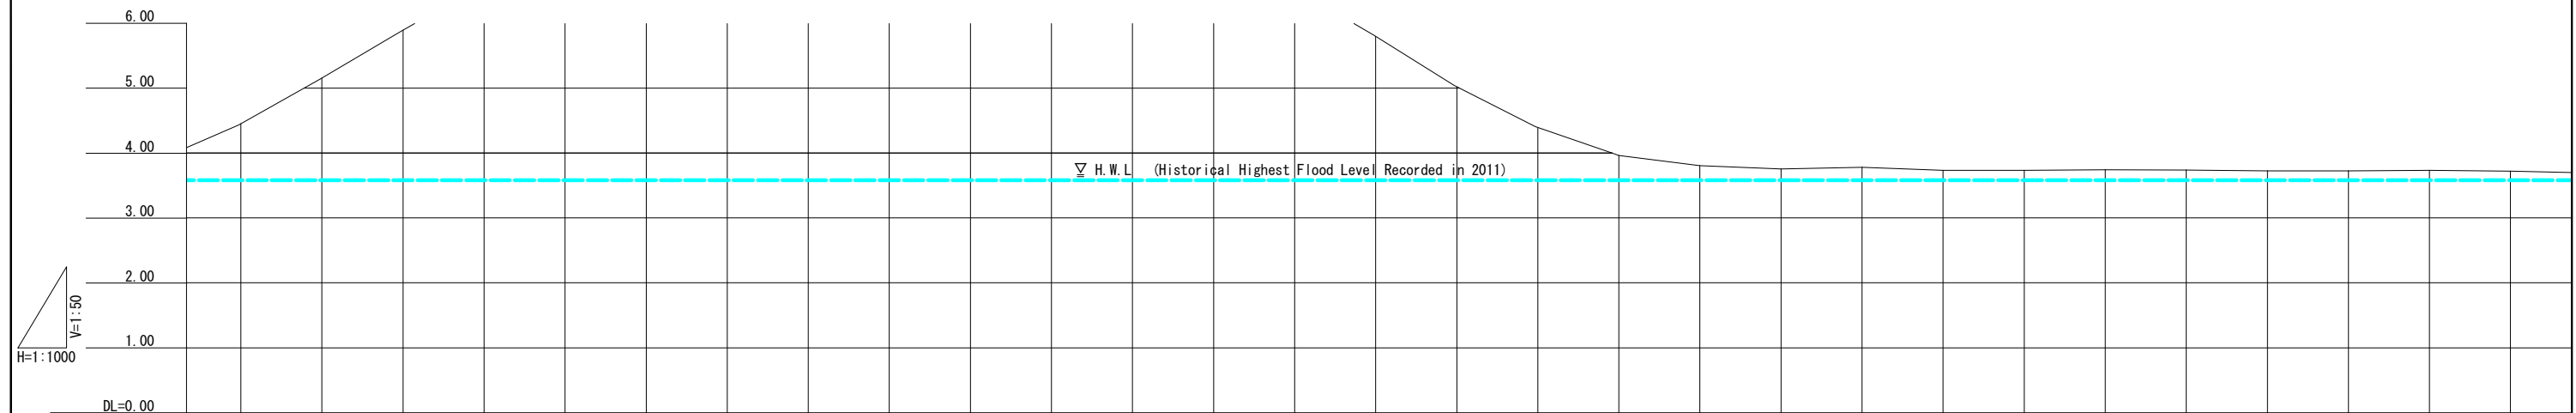 6.00
5.00
4.00
H.W.L (Historical Highest Flood Level Recorded in 2011)
3.00
2.00
V=1:50
1.00
H=1:1000
DL=0.00